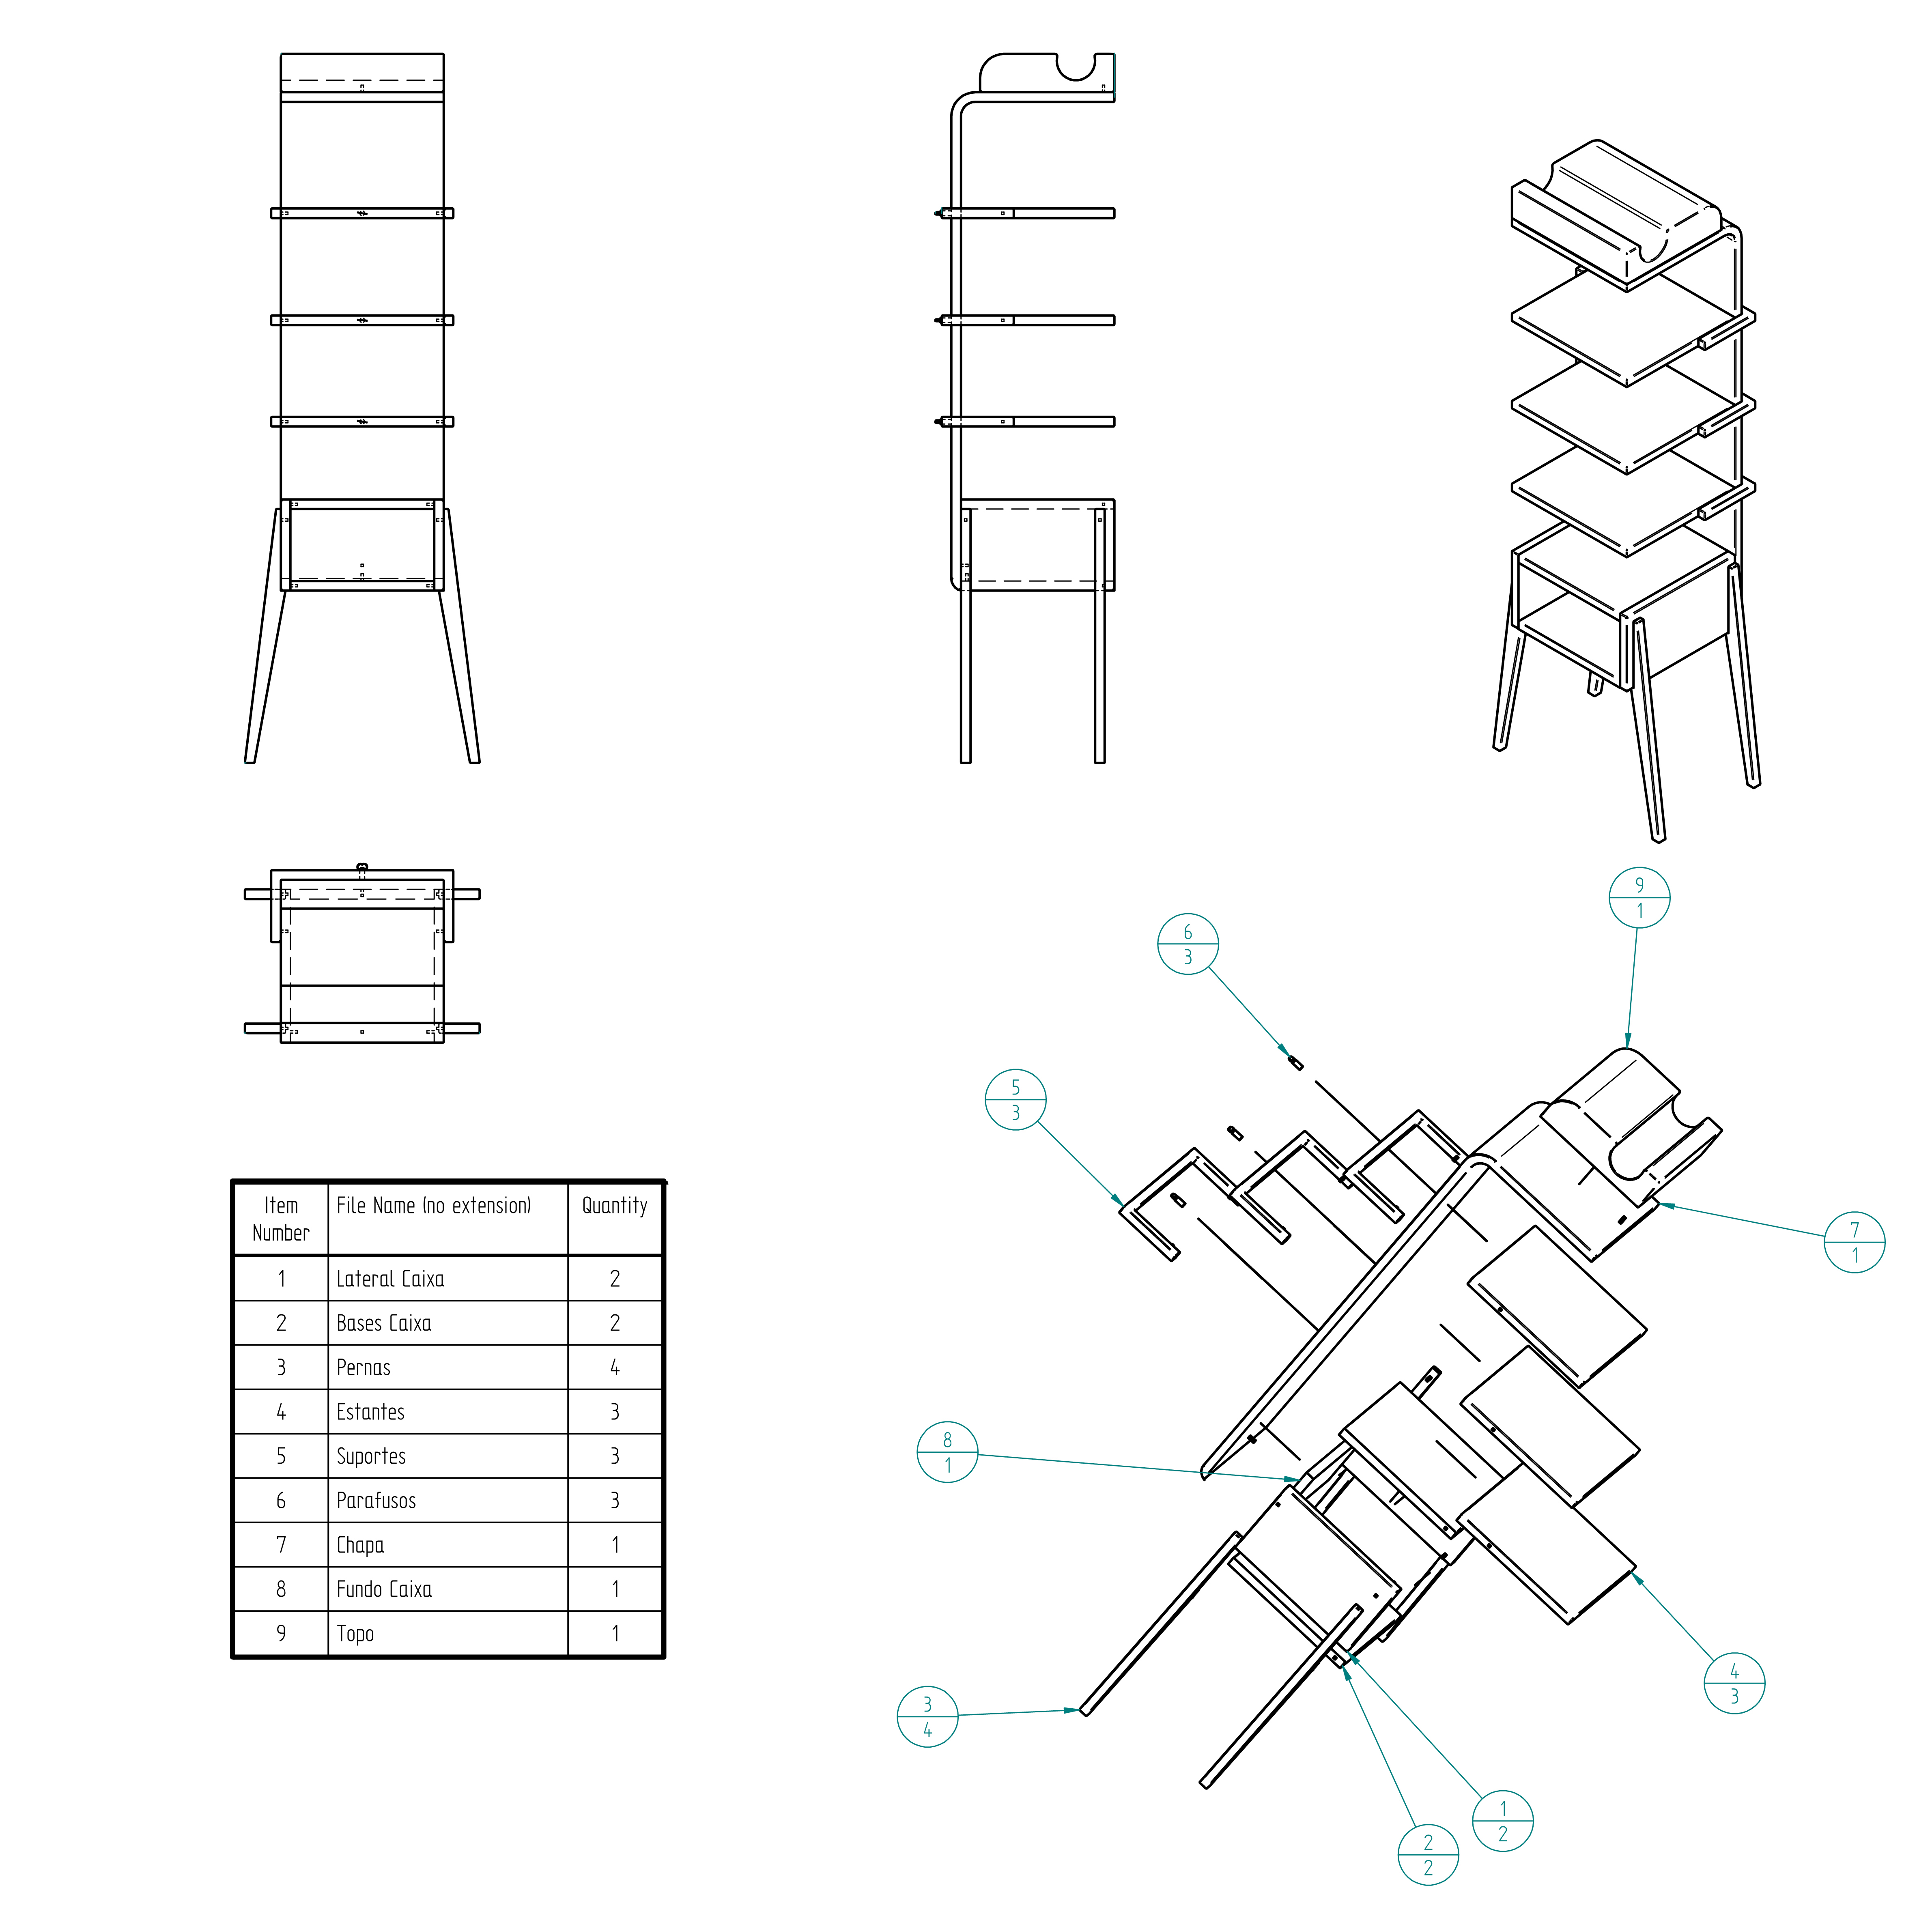 9
1
6
3
5
3
7
1
Item Number File Name (no extension) Quantity
1 Lateral Caixa 2
2 Bases Caixa 2
3 Pernas 4
4 Estantes 3
5 Suportes 3
6 Parafusos 3
7 Chapa 1
8 Fundo Caixa 1
9 Topo 1
8
1
4
3
3
4
1
2
2
2